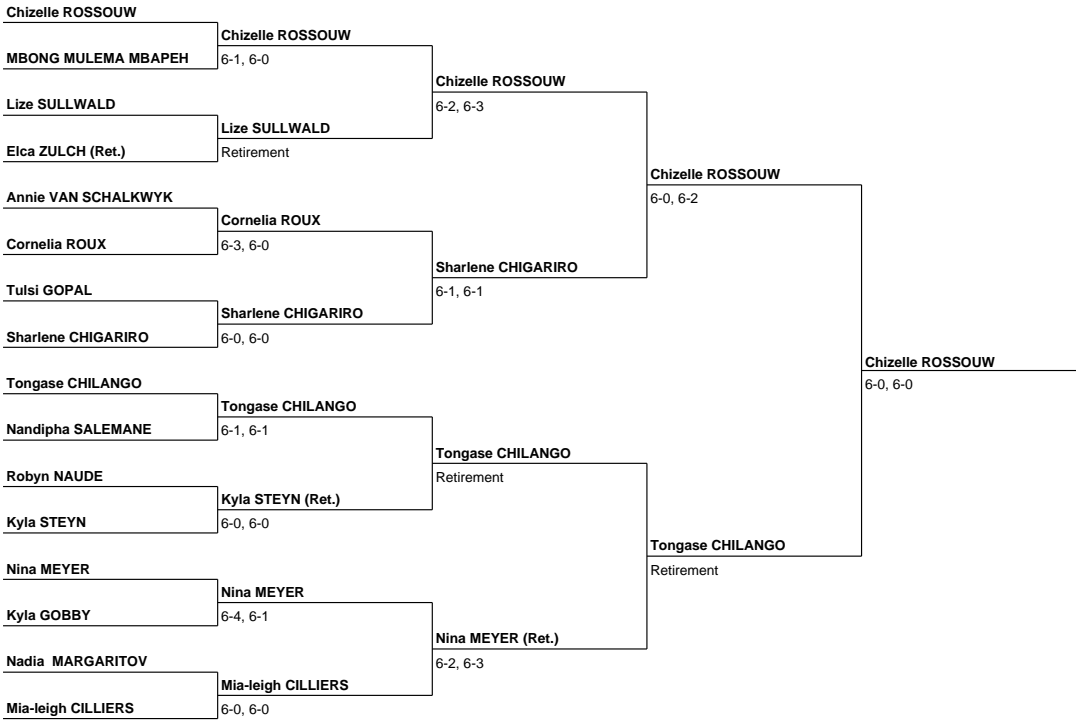 Chizelle ROSSOUW
MBONG MULEMA MBAPEH
Lize SULLWALD
Elca ZULCH (Ret.)
Annie VAN SCHALKWYK
Cornelia ROUX
Tulsi GOPAL
Sharlene CHIGARIRO
Tongase CHILANGO
Nandipha SALEMANE
Robyn NAUDE
Kyla STEYN
Nina MEYER
Kyla GOBBY
Nadia  MARGARITOV
Mia-leigh CILLIERS
Chizelle ROSSOUW
6-1, 6-0
Lize SULLWALD
Retirement
Cornelia ROUX
6-3, 6-0
Sharlene CHIGARIRO
6-0, 6-0
Tongase CHILANGO
6-1, 6-1
Kyla STEYN (Ret.)
6-0, 6-0
Nina MEYER
6-4, 6-1
Mia-leigh CILLIERS
6-0, 6-0
Chizelle ROSSOUW
6-2, 6-3
Sharlene CHIGARIRO
6-1, 6-1
Tongase CHILANGO
Retirement
Nina MEYER (Ret.)
6-2, 6-3
Chizelle ROSSOUW
6-0, 6-2
Tongase CHILANGO
Retirement
Chizelle ROSSOUW
6-0, 6-0